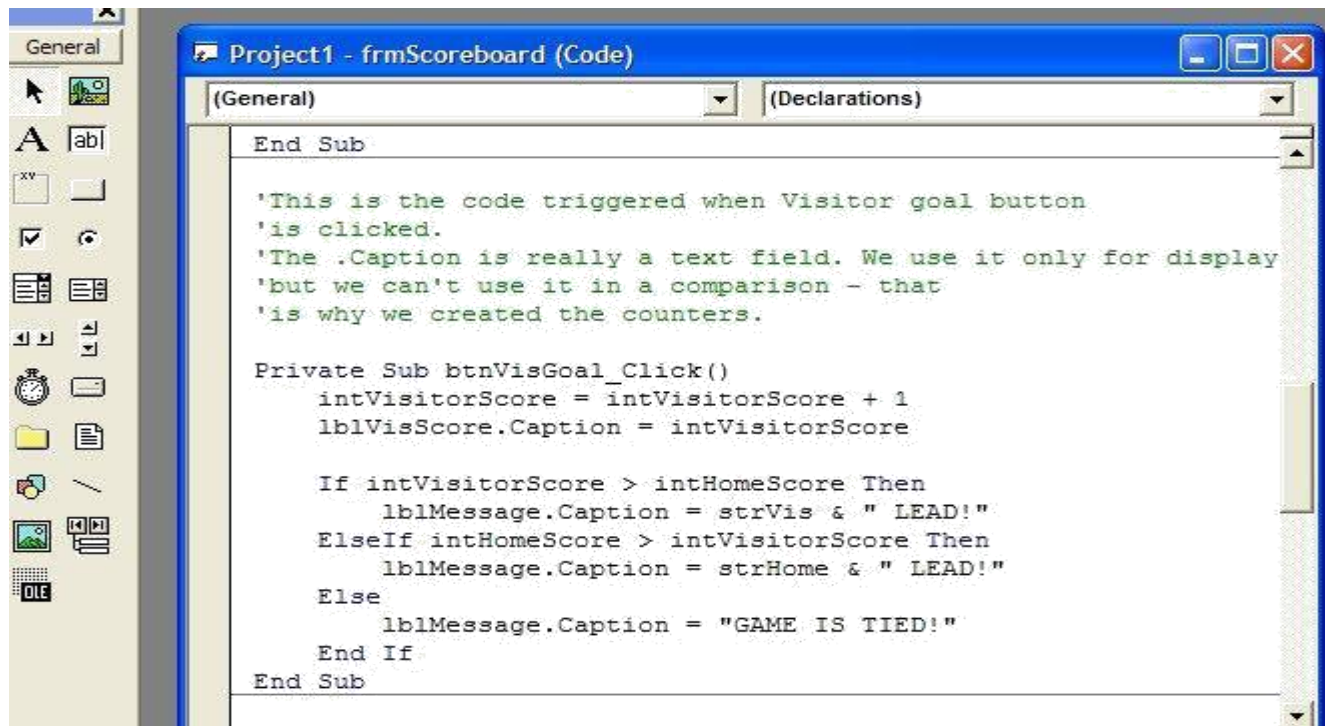 General
Project1 - frmScoreboard (Code)
(General)
(Declarations)
A
ab
XY
OLE
End Sub
'This is the code triggered when Visitor goal button
'is clicked.
'The .Caption is really a text field. We use it only for display
'but we can't use it in a comparison - that
'is why we created the counters.
Private Sub btnVisGoal_Click()
intVisitorScore = intVisitorScore + 1
lblVisScore.Caption = intVisitorScore
If intVisitorScore > intHomeScore Then
lblMessage.Caption = strVis & " LEAD!"
ElseIf intHomeScore > intVisitorScore Then
lblMessage.Caption = strHome & " LEAD!"
Else
lblMessage.Caption = "GAME IS TIED!"
End If
End Sub